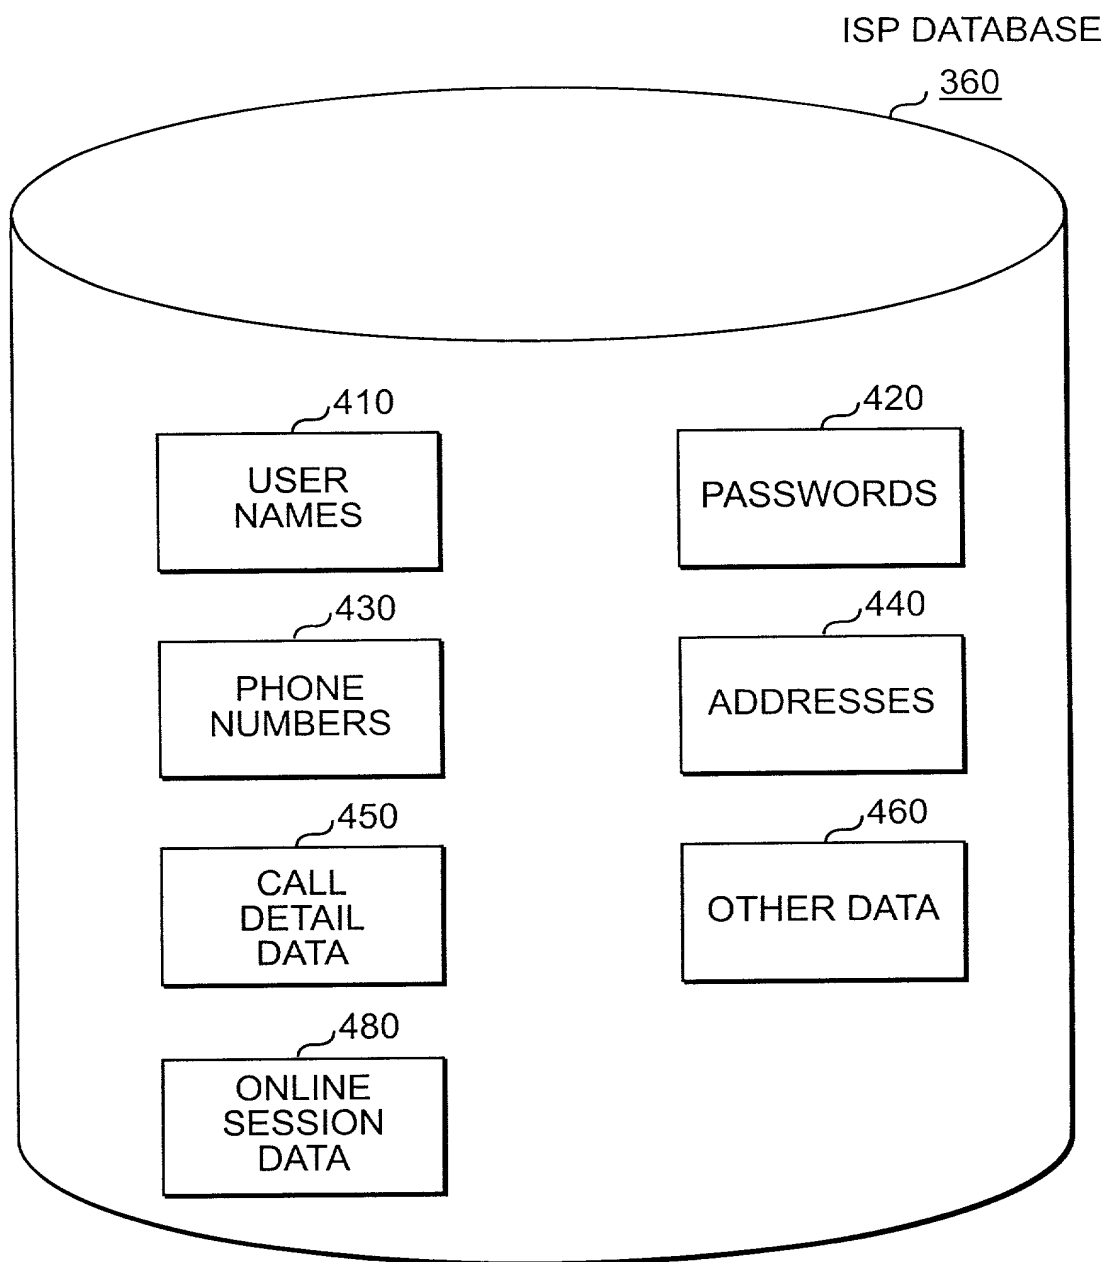 ISP DATABASE
360
410
USER
NAMES
420
PASSWORDS
430
PHONE
NUMBERS
440
ADDRESSES
450
CALL
DETAIL
DATA
460
OTHER DATA
480
ONLINE
SESSION
DATA